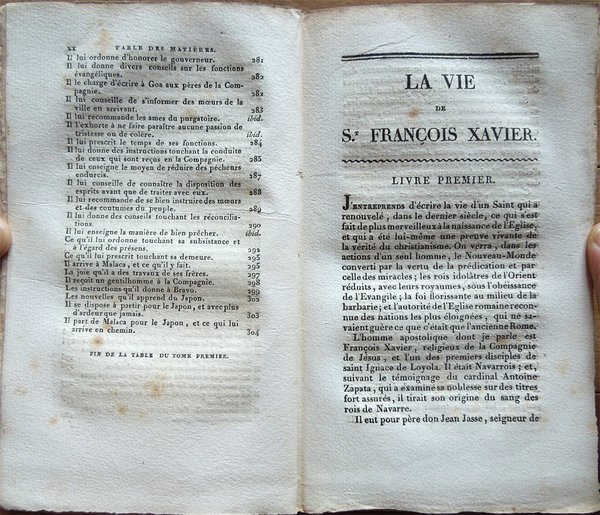 xx TABLE DES MATIÈRES.
Il lui ordonne d'honorer le gouverneur. 281
Il lui donne divers conseils sur les fonctions
évangéliques. 282
Il le charge d'écrire à Goa aux pères de la Com-
pagnie. 282
Il lui conseille de s'informer des mœurs de la
ville en arrivant. 283
Il lui recommande les ames du purgatoire. ibid.
Il l'exhorte à ne faire paraître aucune passion de
tristesse ou de colère. ibid.
Il lui prescrit le temps de ses fonctions. 284
Il lui donne des instructions touchant la conduite
de ceux qui sont reçus en la Compagnie. 285
Il lui enseigne le moyen de réduire des pécheurs
endurcis. 287
Il lui conseille de connaître la disposition des
esprits avant que de traiter avec eux. 288
Il lui recommande de se bien instruire des mœurs
et des coutumes du peuple. 289
Il lui donne des conseils touchant les réconcilia-
tions. 290
Il lui enseigne la manière de bien prêcher. ibid.
Ce qu'il lui ordonne touchant sa subsistance et
à l'égard des présens. 292
Ce qu'il lui prescrit touchant sa demeure. 295
Il arrive à Malaca, et ce qu'il y fait. 296
La joie qu'il a des travaux de ses frères. 297
Il reçoit un gentilhomme à la Compagnie. 298
Les instructions qu'il donne à Bravo. 299
Les nouvelles qu'il apprend du Japon. 302
Il se dispose à partir pour le Japon, et avec plus
d'ardeur que jamais. 303
Il part de Malaca pour le Japon, et ce qui lui
arrive en chemin. 304
FIN DE LA TABLE DU TOME PREMIER.
LA VIE
DE
S.r FRANÇOIS XAVIER.
LIVRE PREMIER.
J'ENTREPRENDS d'écrire la vie d'un Saint qui a
renouvelé, dans le dernier siècle, ce qui s'est
fait de plus merveilleux à la naissance de l'Église,
et qui a été lui-même une preuve vivante de
la vérité du christianisme. On verra, dans les
actions d'un seul homme, le Nouveau-Monde
converti par la vertu de la prédication et par
celle des miracles; les rois idolâtres de l'Orient
réduits, avec leurs royaumes, sous l'obéissance
de l'Evangile; la foi florissante au milieu de la
barbarie; et l'autorité de l'Eglise romaine recon-
nue des nations les plus éloignées, qui ne sa-
vaient guère ce que c'était que l'ancienne Rome.
L'homme apostolique dont je parle est
François Xavier, religieux de la Compagnie
de Jésus, et l'un des premiers disciples de
saint Ignace de Loyola. Il était Navarrois; et,
suivant le témoignage du cardinal Antoine
Zapata, qui a examiné sa noblesse sur des titres
fort assurés, il tirait son origine du sang des
rois de Navarre.
Il eut pour père don Jean Jasse, seigneur de